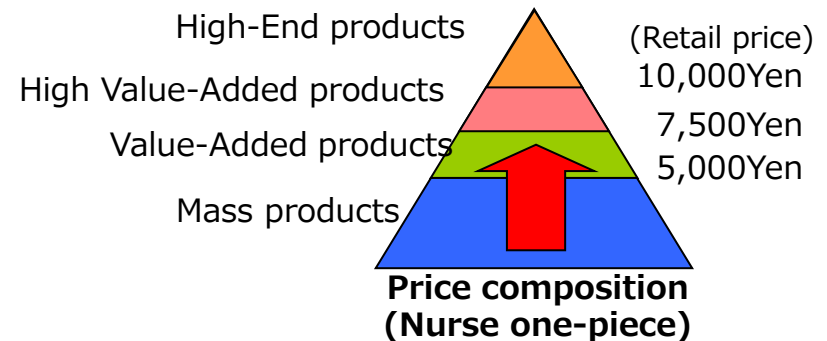 High-End products
(Retail price)
10,000Yen
High Value-Added products
7,500Yen
Value-Added products
5,000Yen
Mass products
Price composition
(Nurse one-piece)